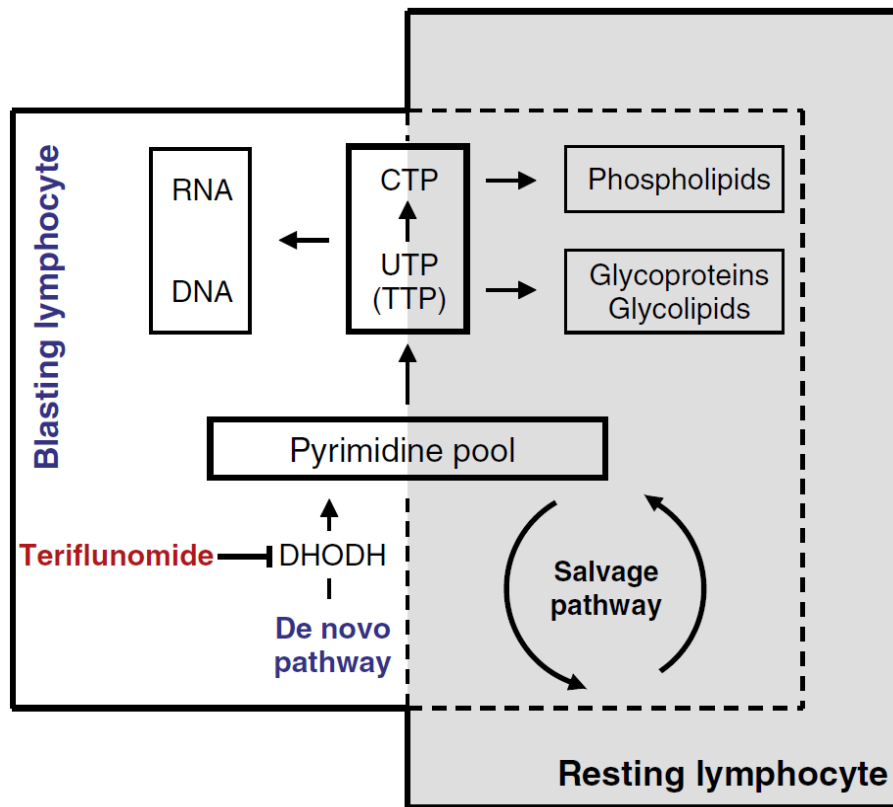 Blasting lymphocyte
RNA
DNA
CTP
UTP
(TTP)
Phospholipids
Glycoproteins
Glycolipids
Pyrimidine pool
Teriflunomide
DHODH
De novo
pathway
Salvage
pathway
Resting lymphocyte